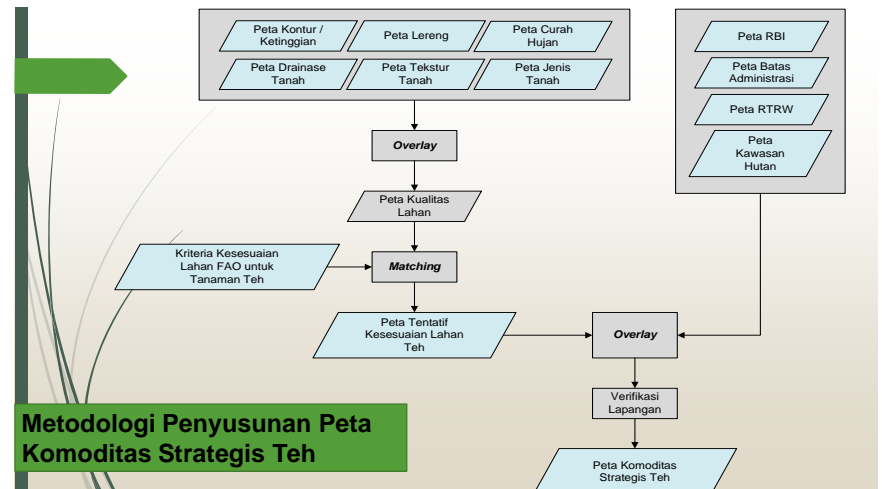 Peta Kontur /
Ketinggian
Peta Lereng
Peta Curah
Hujan
Peta Drainase
Tanah
Peta Tekstur
Tanah
Peta Jenis
Tanah
Peta RBI
Peta Batas
Administrasi
Peta RTRW
Peta
Kawasan
Hutan
Overlay
Peta Kualitas
Lahan
Kriteria Kesesuaian
Lahan FAO untuk
Tanaman Teh
Matching
Peta Tentatif
Kesesuaian Lahan
Teh
Overlay
Verifikasi
Lapangan
Peta Komoditas
Strategis Teh
Metodologi Penyusunan Peta
Komoditas Strategis Teh